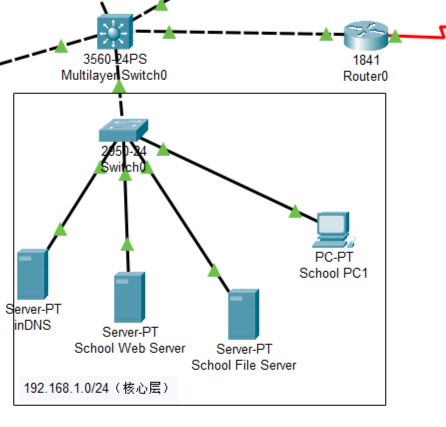 3560-24PS
Multilayer Switch0
1841
Router0
2950-24
Switch0
PC-PT
School PC1
Server-PT
inDNS
Server-PT
School Web Server
Server-PT
School File Server
192.168.1.0/24（核心层）